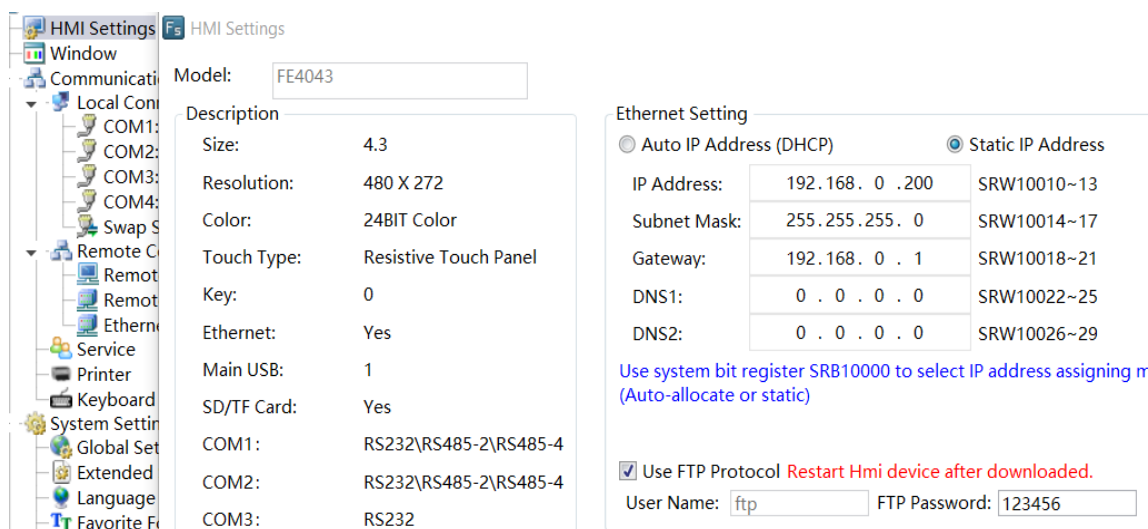 HMI Settings
Window
Communicati
Local Conn
COM1:
COM2:
COM3:
COM4:
Swap S
Remote C
Remot
Remot
Etherne
Service
Printer
Keyboard
System Settin
Global Set
Extended
Language
Favorite Fo
Fs HMI Settings
Model: FE4043
Description
Size: 4.3
Resolution: 480 X 272
Color: 24BIT Color
Touch Type: Resistive Touch Panel
Key: 0
Ethernet: Yes
Main USB: 1
SD/TF Card: Yes
COM1: RS232\RS485-2\RS485-4
COM2: RS232\RS485-2\RS485-4
COM3: RS232
Ethernet Setting
Auto IP Address (DHCP) Static IP Address
IP Address: 192.168. 0 .200 SRW10010~13
Subnet Mask: 255.255.255. 0 SRW10014~17
Gateway: 192.168. 0 . 1 SRW10018~21
DNS1: 0 . 0 . 0 . 0 SRW10022~25
DNS2: 0 . 0 . 0 . 0 SRW10026~29
Use system bit register SRB10000 to select IP address assigning m
(Auto-allocate or static)
Use FTP Protocol Restart Hmi device after downloaded.
User Name: ftp FTP Password: 123456